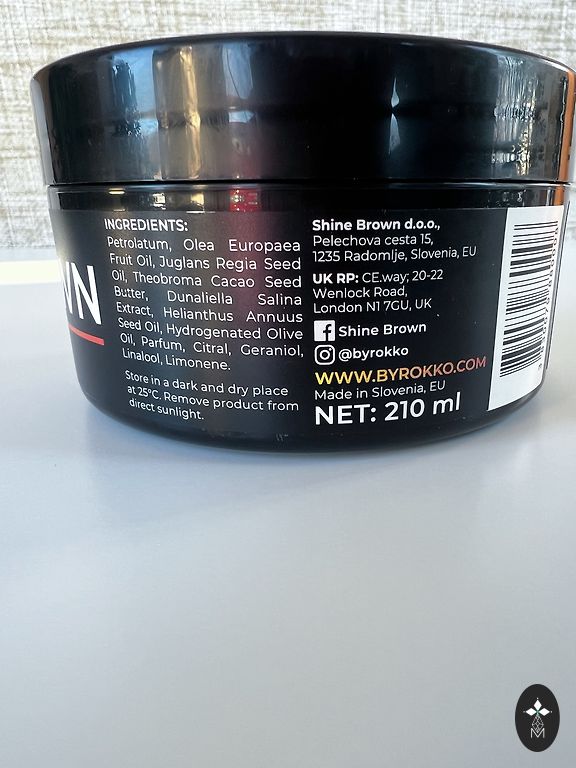 WN
INGREDIENTS:
Petrolatum, Olea Europaea
Fruit Oil, Juglans Regia Seed
Oil, Theobroma Cacao Seed
Butter, Dunaliella Salina
Extract, Helianthus Annuus
Seed Oil, Hydrogenated Olive
Oil, Parfum, Citral, Geraniol,
Linalool, Limonene.
Store in a dark and dry place
at 25°C. Remove product from
direct sunlight.
Shine Brown d.o.o.,
Pelechova cesta 15,
1235 Radomlje, Slovenia, EU
UK RP: CE.way; 20-22
Wenlock Road,
London N1 7GU, UK
Shine Brown
@byrokko
WWW.BYROKKO.COM
Made in Slovenia, EU
NET: 210 ml